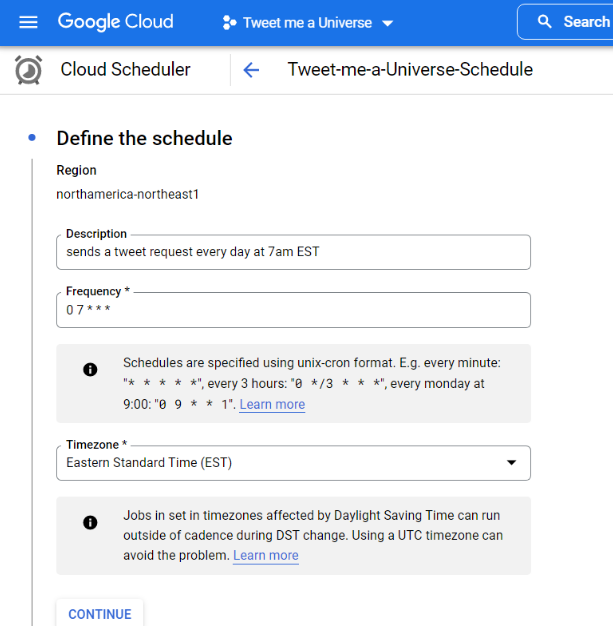 Google Cloud
Tweet me a Universe
Search
Cloud Scheduler
Tweet-me-a-Universe-Schedule
Define the schedule
Region
northamerica-northeast1
Description
sends a tweet request every day at 7am EST
Frequency *
0 7 * * *
Schedules are specified using unix-cron format. E.g. every minute:
"* * * * *", every 3 hours: "0 */3 * * *", every monday at
9:00: "0 9 * * 1". Learn more
Timezone *
Eastern Standard Time (EST)
Jobs in set in timezones affected by Daylight Saving Time can run
outside of cadence during DST change. Using a UTC timezone can
avoid the problem. Learn more
CONTINUE